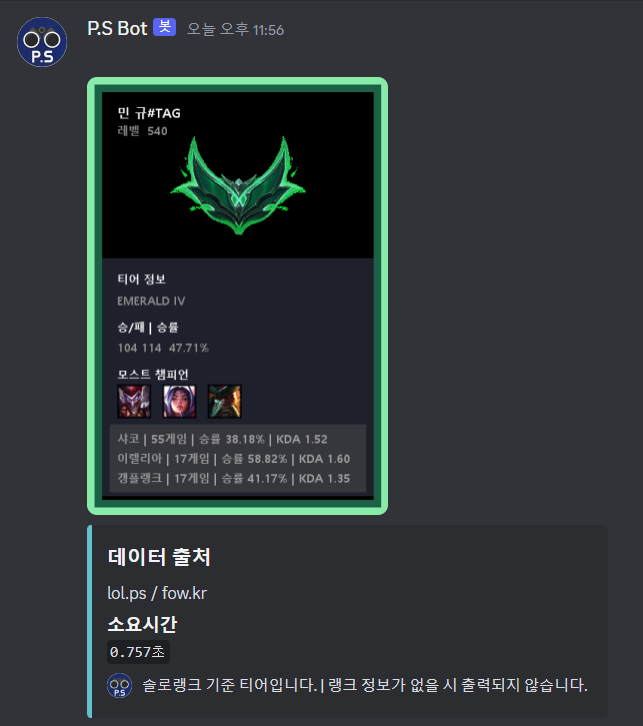 P.S Bot 봇 오늘 오후 11:56
P.S
민 규#TAG
레벨 540
티어 정보
EMERALD IV
승/패 | 승률
104 114 47.71%
모스트 챔피언
샤코 | 55게임 | 승률 38.18% | KDA 1.52
이렐리아 | 17게임 | 승률 58.82% | KDA 1.60
갱플랭크 | 17게임 | 승률 41.17% | KDA 1.35
데이터 출처
lol.ps / fow.kr
소요시간
0.757초
P.S 솔로랭크 기준 티어입니다. | 랭크 정보가 없을 시 출력되지 않습니다.